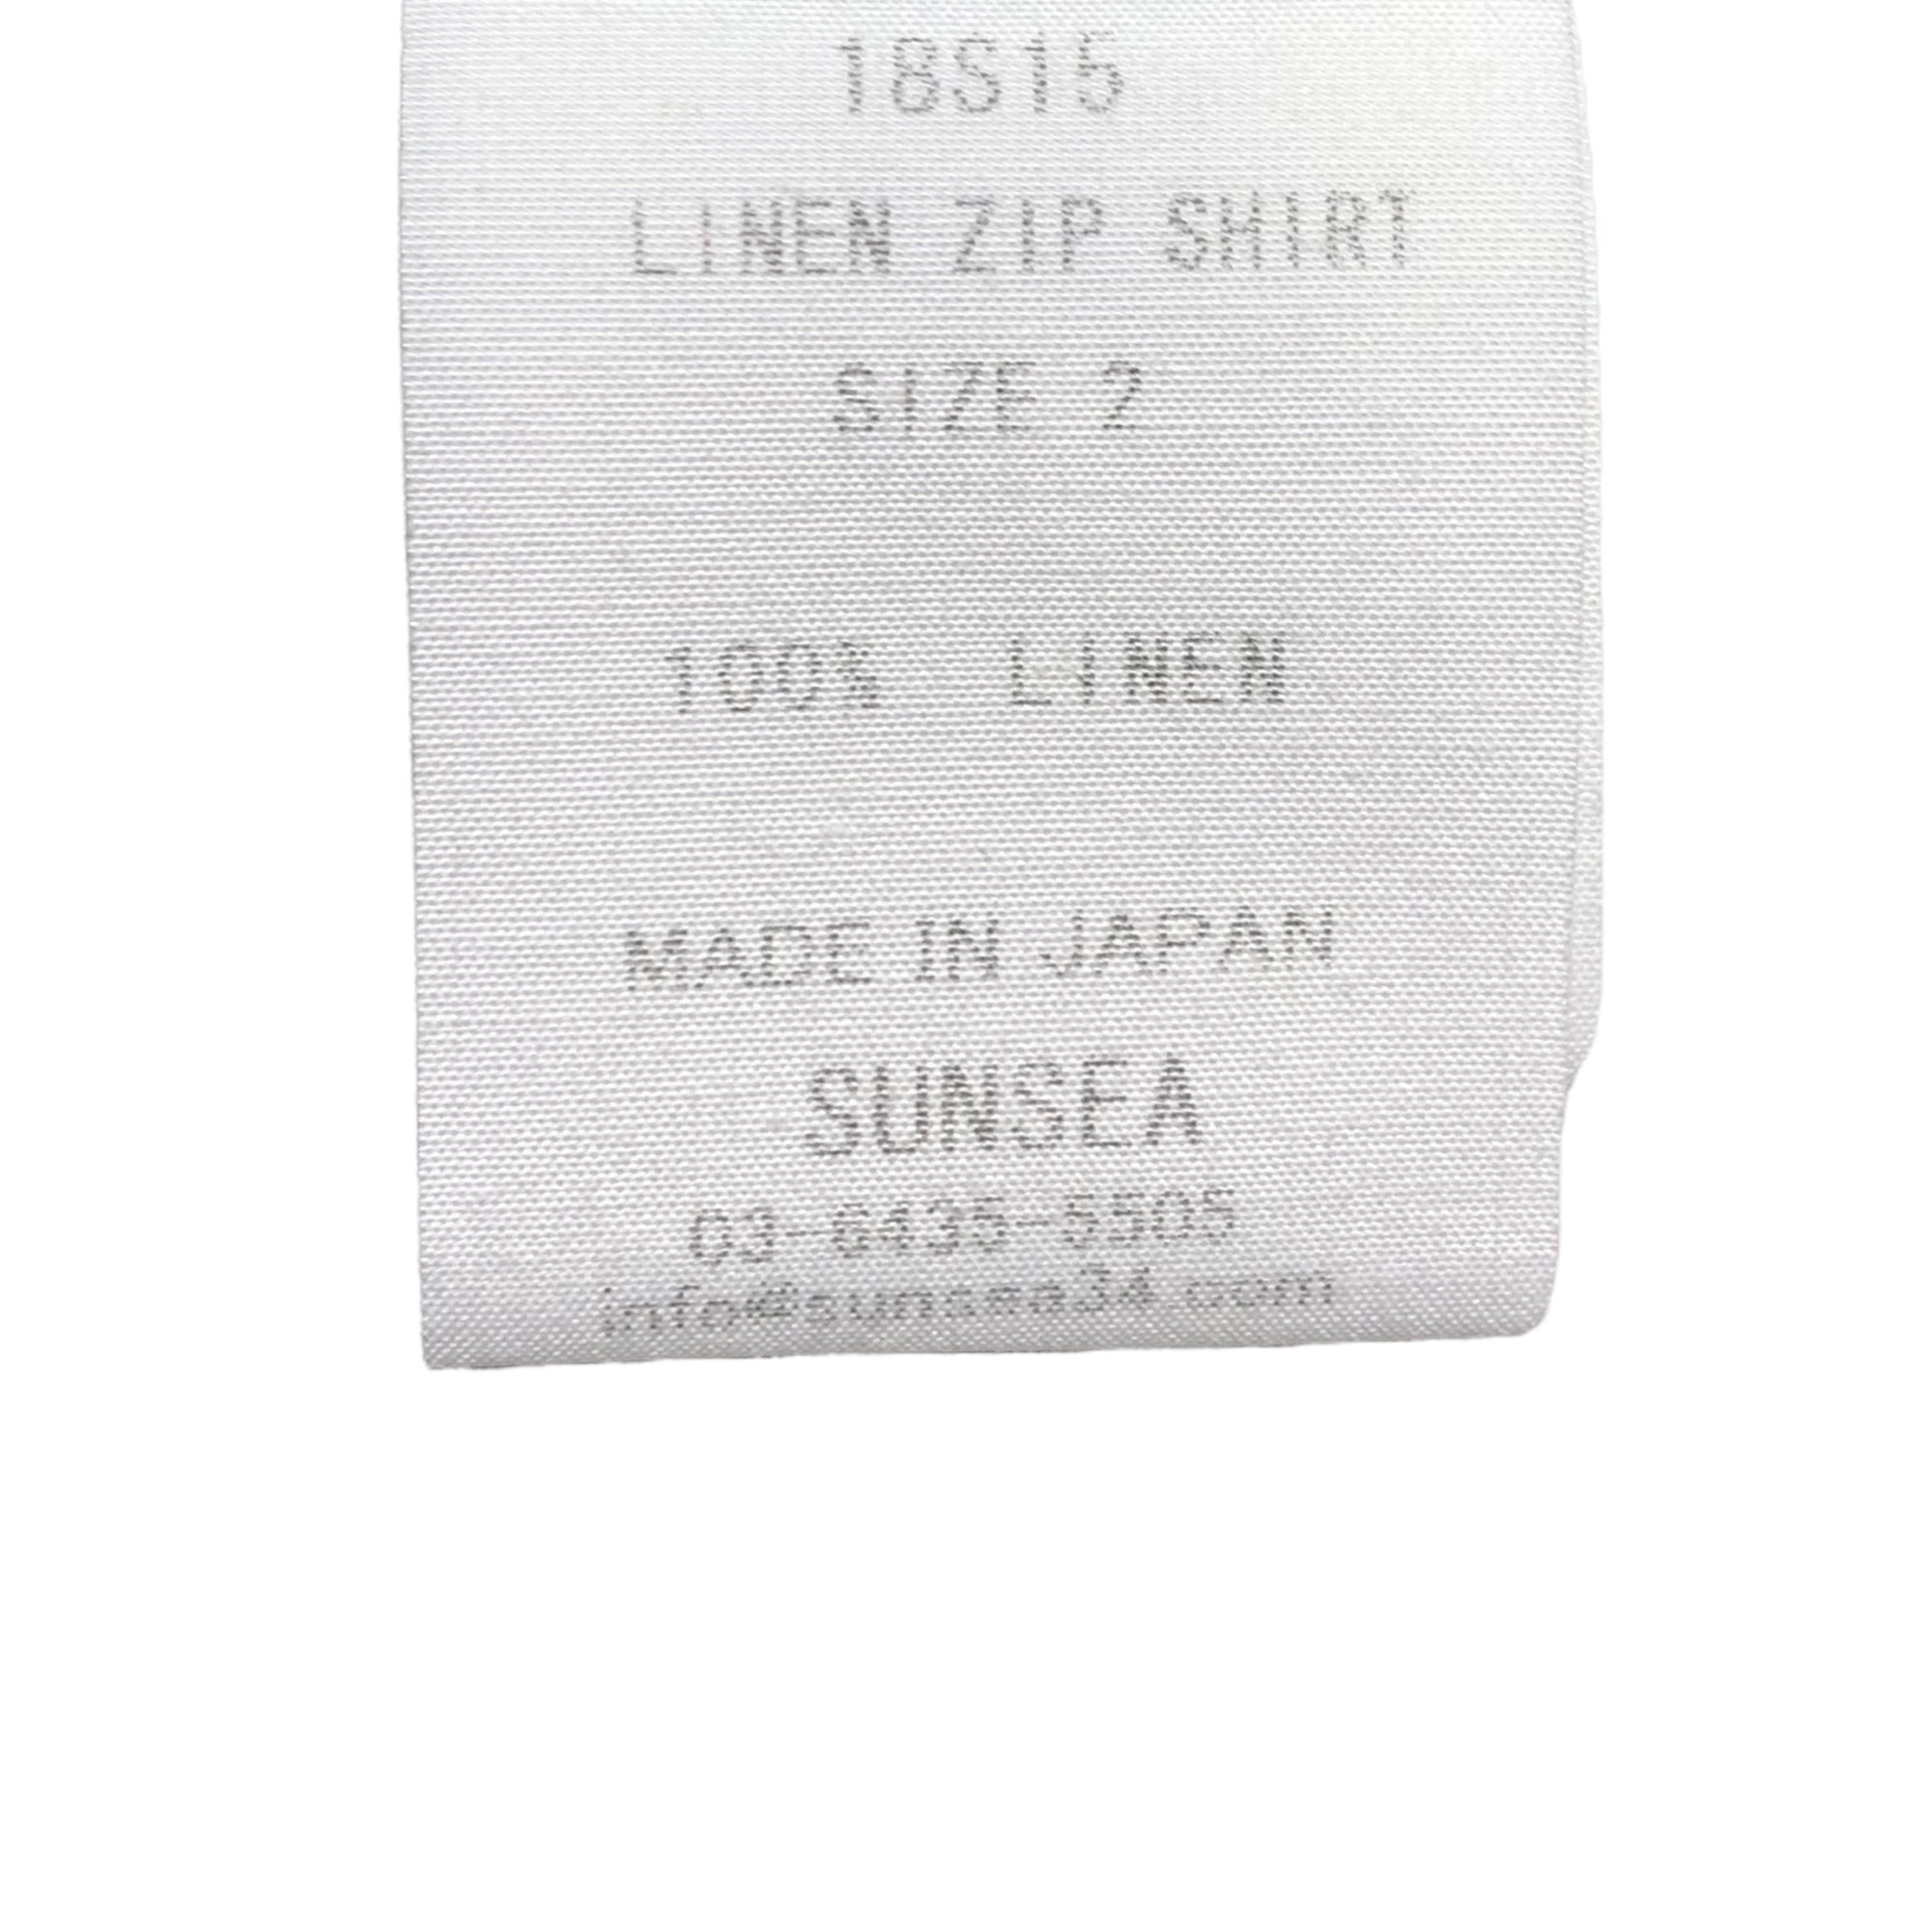 18S15
LINEN ZIP SHIRT
SIZE 2
100% LINEN
MADE IN JAPAN
SUNSEA
03-6435-5505
info@sunsea34.com